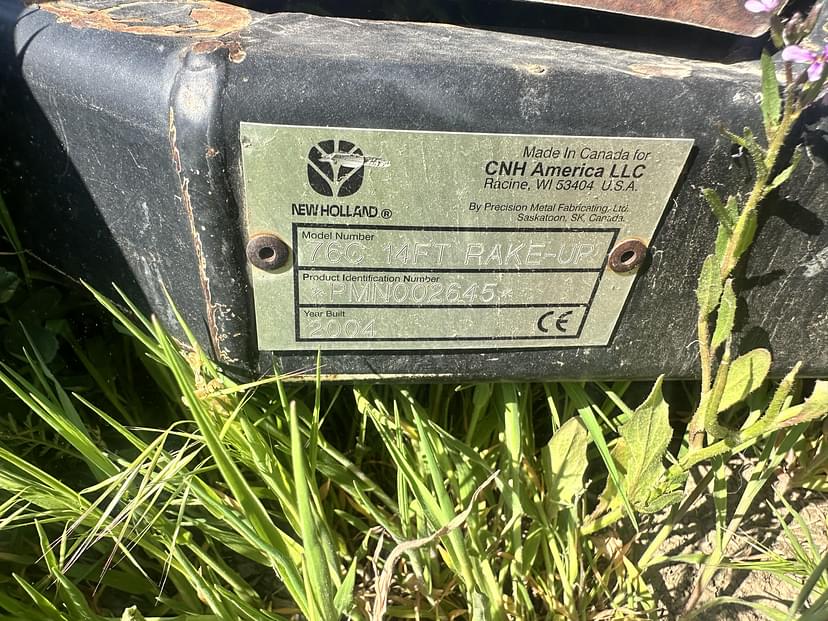 Made In Canada for
CNH America LLC
Racine, WI 53404 U.S.A.
NEW HOLLAND ®
By Precision Metal Fabricating, Ltd.
Saskatoon, SK, Canada.
Model Number
76C 14FT RAKE-UP
Product Identification Number
*PMN002645*
Year Built
2004
CE